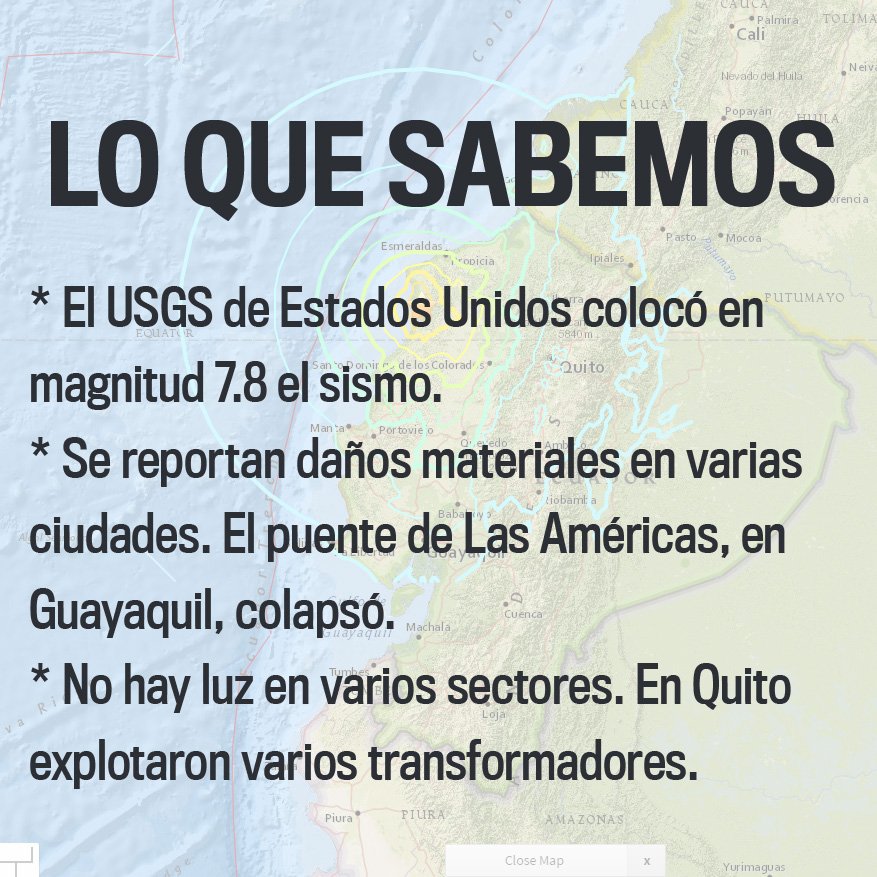 LO QUE SABEMOS
* El USGS de Estados Unidos colocó en
magnitud 7.8 el sismo.
* Se reportan daños materiales en varias
ciudades. El puente de Las Américas, en
Guayaquil, colapsó.
* No hay luz en varios sectores. En Quito
explotaron varios transformadores.
CAUCA
Palmira
TOLIMA
Cali
Neiva
Nevado del Huila
CAUCA
Popayán
HUILA
Florencia
Pasto
Mocoa
Esmeraldas
Ipiales
Putumayo
PUTUMAYO
EQUATOR
5840 m
Santo Domingo de los Colorados
Quito
Manta
Portoviejo
Quevedo
Ambato
ECUADOR
Riobamba
Babahoyo
La Libertad
Guayaquil
Golfo de
Guayaquil
Cuenca
Machala
Tumbes
Loja
Piura
PIURA
AMAZONAS
Close Map
x
Yurimaguas